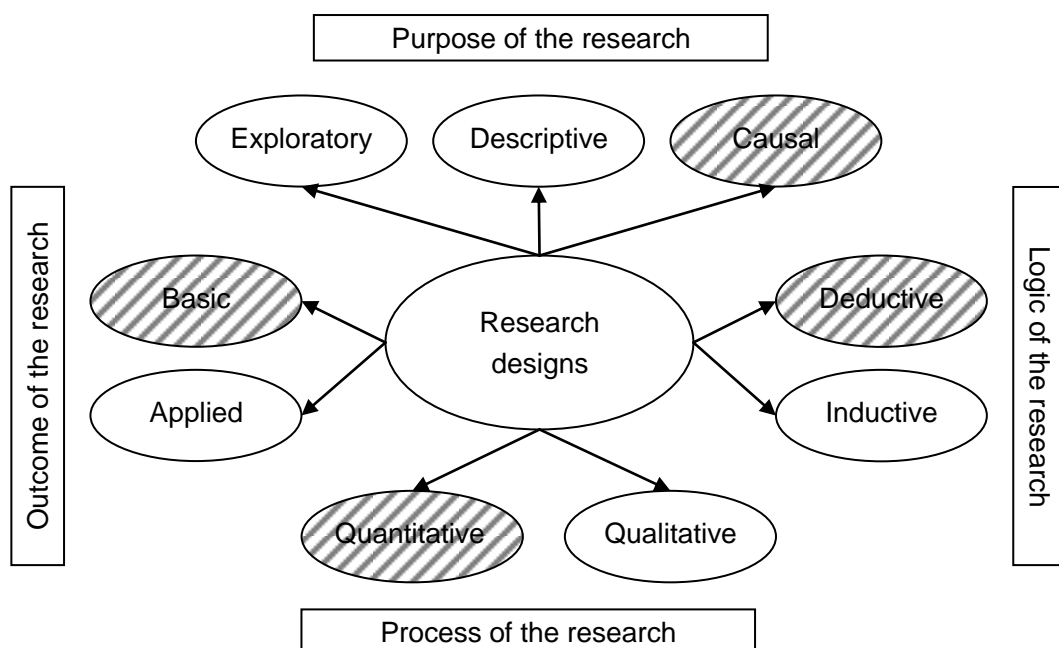 Purpose of the research
Exploratory
Descriptive
Causal
Outcome of the research
Basic
Applied
Research
designs
Deductive
Inductive
Logic of the research
Quantitative
Qualitative
Process of the research